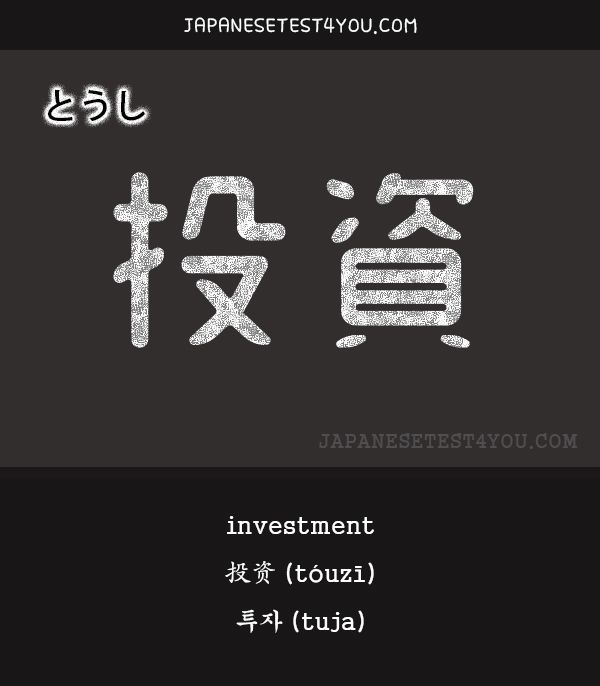 JAPANESETEST4YOU.COM
とうし
投資
JAPANESETEST4YOU.COM
investment
投资 (tóuzī)
투자 (tuja)